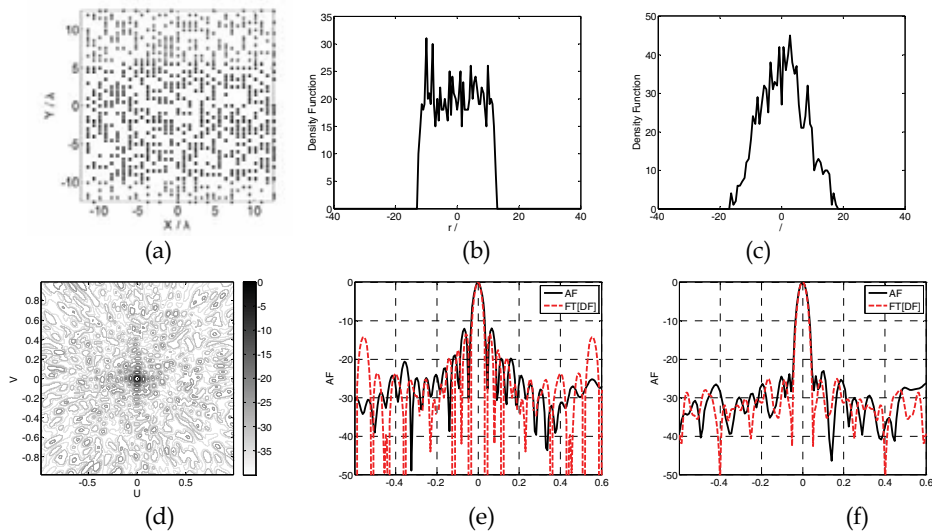 10
5
0
-5
-10
Y / λ
-10 -5 0 5 10
X / λ
(a)
35
30
25
20
15
10
5
0
Density Function
-40 -20 0 20 40
r /
(b)
50
40
30
20
10
0
Density Function
-40 -20 0 20 40
/
(c)
0.8
0.6
0.4
0.2
0
-0.2
-0.4
-0.6
-0.8
V
-0.5 0 0.5
U
0
-5
-10
-15
-20
-25
-30
-35
(d)
0
-10
-20
-30
-40
-50
AF
AF
FT[DF]
-0.4 -0.2 0 0.2 0.4 0.6
(e)
0
-10
-20
-30
-40
-50
AF
AF
FT[DF]
-0.4 -0.2 0 0.2 0.4 0.6
(f)